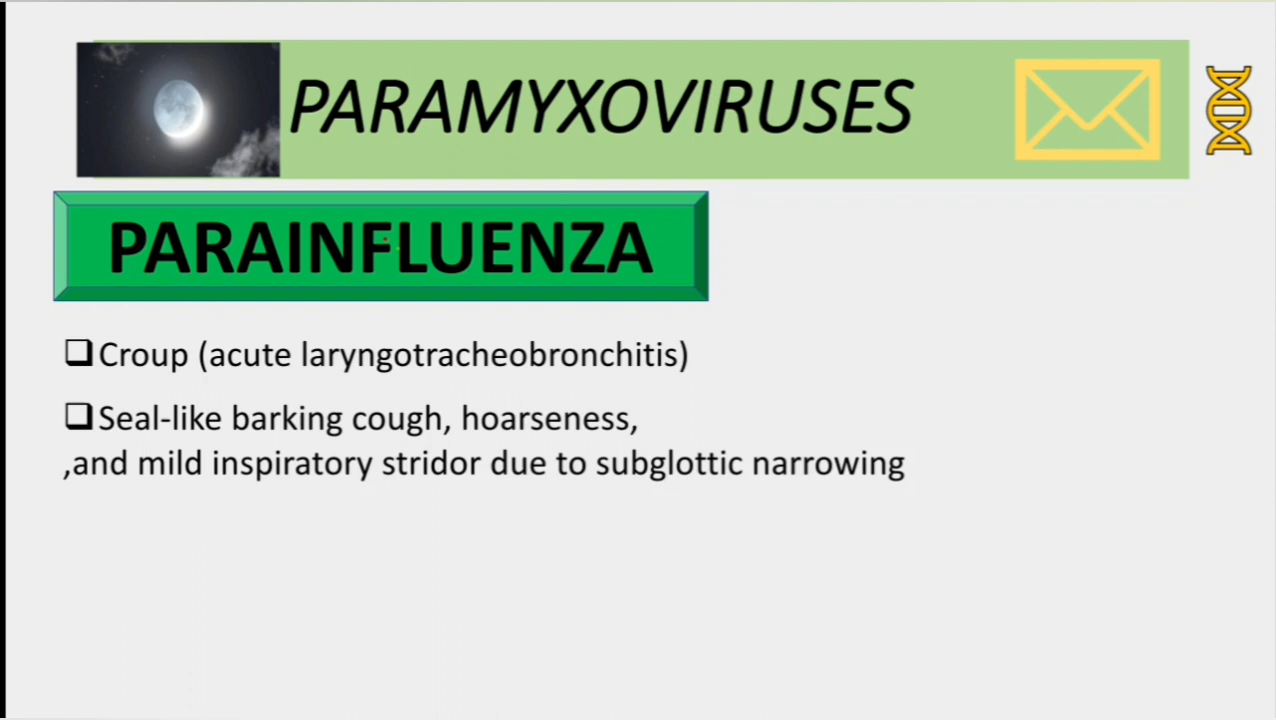 PARAMYXOVIRUSES
PARAINFLUENZA
❑Croup (acute laryngotracheobronchitis)
❑Seal-like barking cough, hoarseness,
,and mild inspiratory stridor due to subglottic narrowing